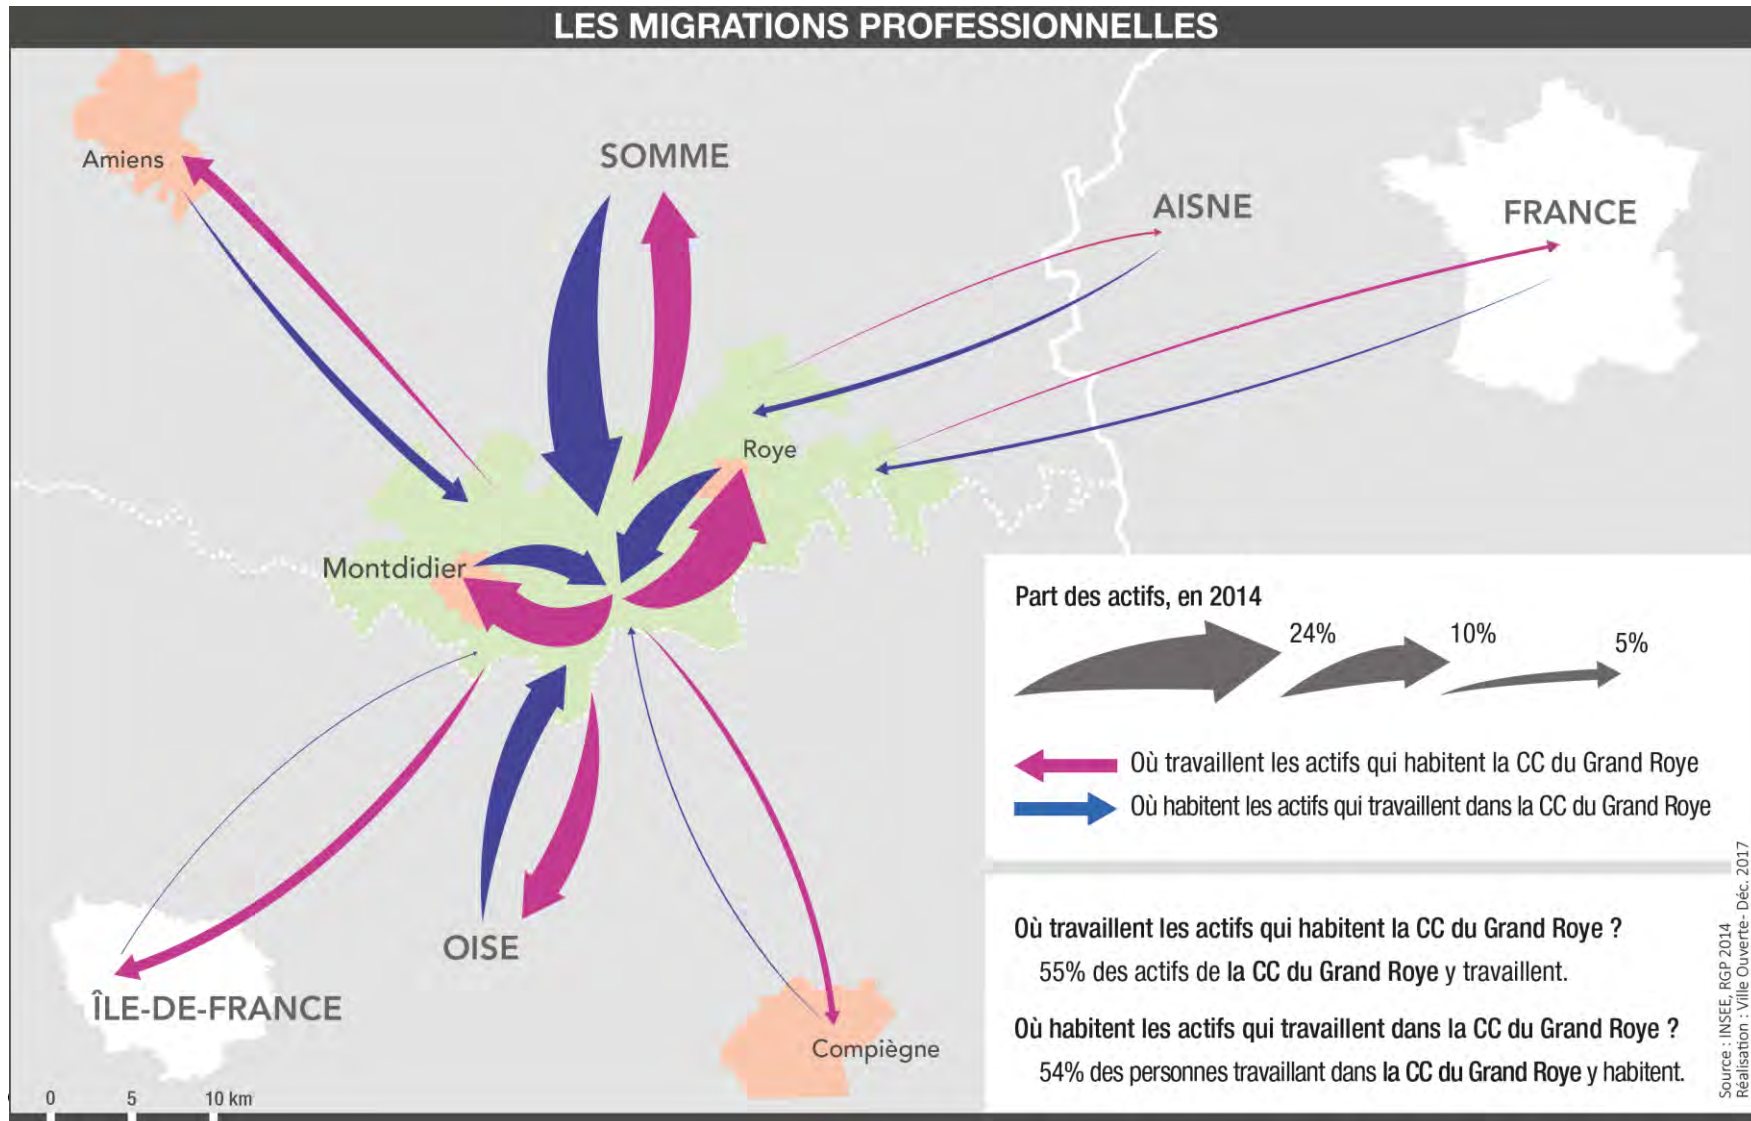 LES MIGRATIONS PROFESSIONNELLES
Amiens
SOMME
AISNE
FRANCE
Roye
Montdidier
OISE
ÎLE-DE-FRANCE
Compiègne
0 5 10 km
Part des actifs, en 2014
24% 10% 5%
Où travaillent les actifs qui habitent la CC du Grand Roye
Où habitent les actifs qui travaillent dans la CC du Grand Roye
Où travaillent les actifs qui habitent la CC du Grand Roye ?
55% des actifs de la CC du Grand Roye y travaillent.
Où habitent les actifs qui travaillent dans la CC du Grand Roye ?
54% des personnes travaillant dans la CC du Grand Roye y habitent.
Source : INSEE, RGP 2014
Réalisation : Ville Ouverte- Déc. 2017